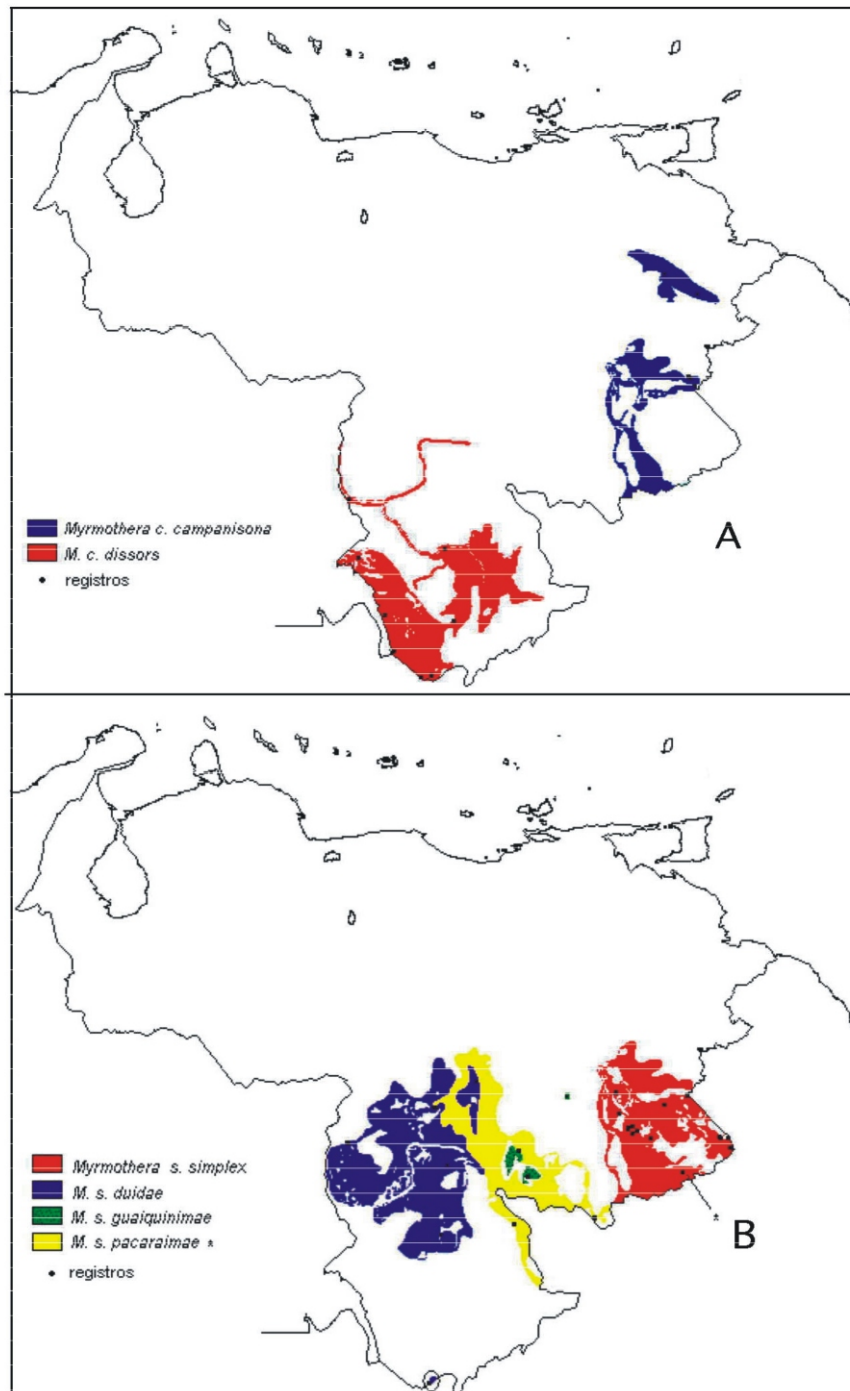 Myrmothera c. campanisona
M. c. dissors
registros
A
Myrmothera s. simplex
M. s. duidae
M. s. guaiquinimae
M. s. pacaraimae *
registros
*
B